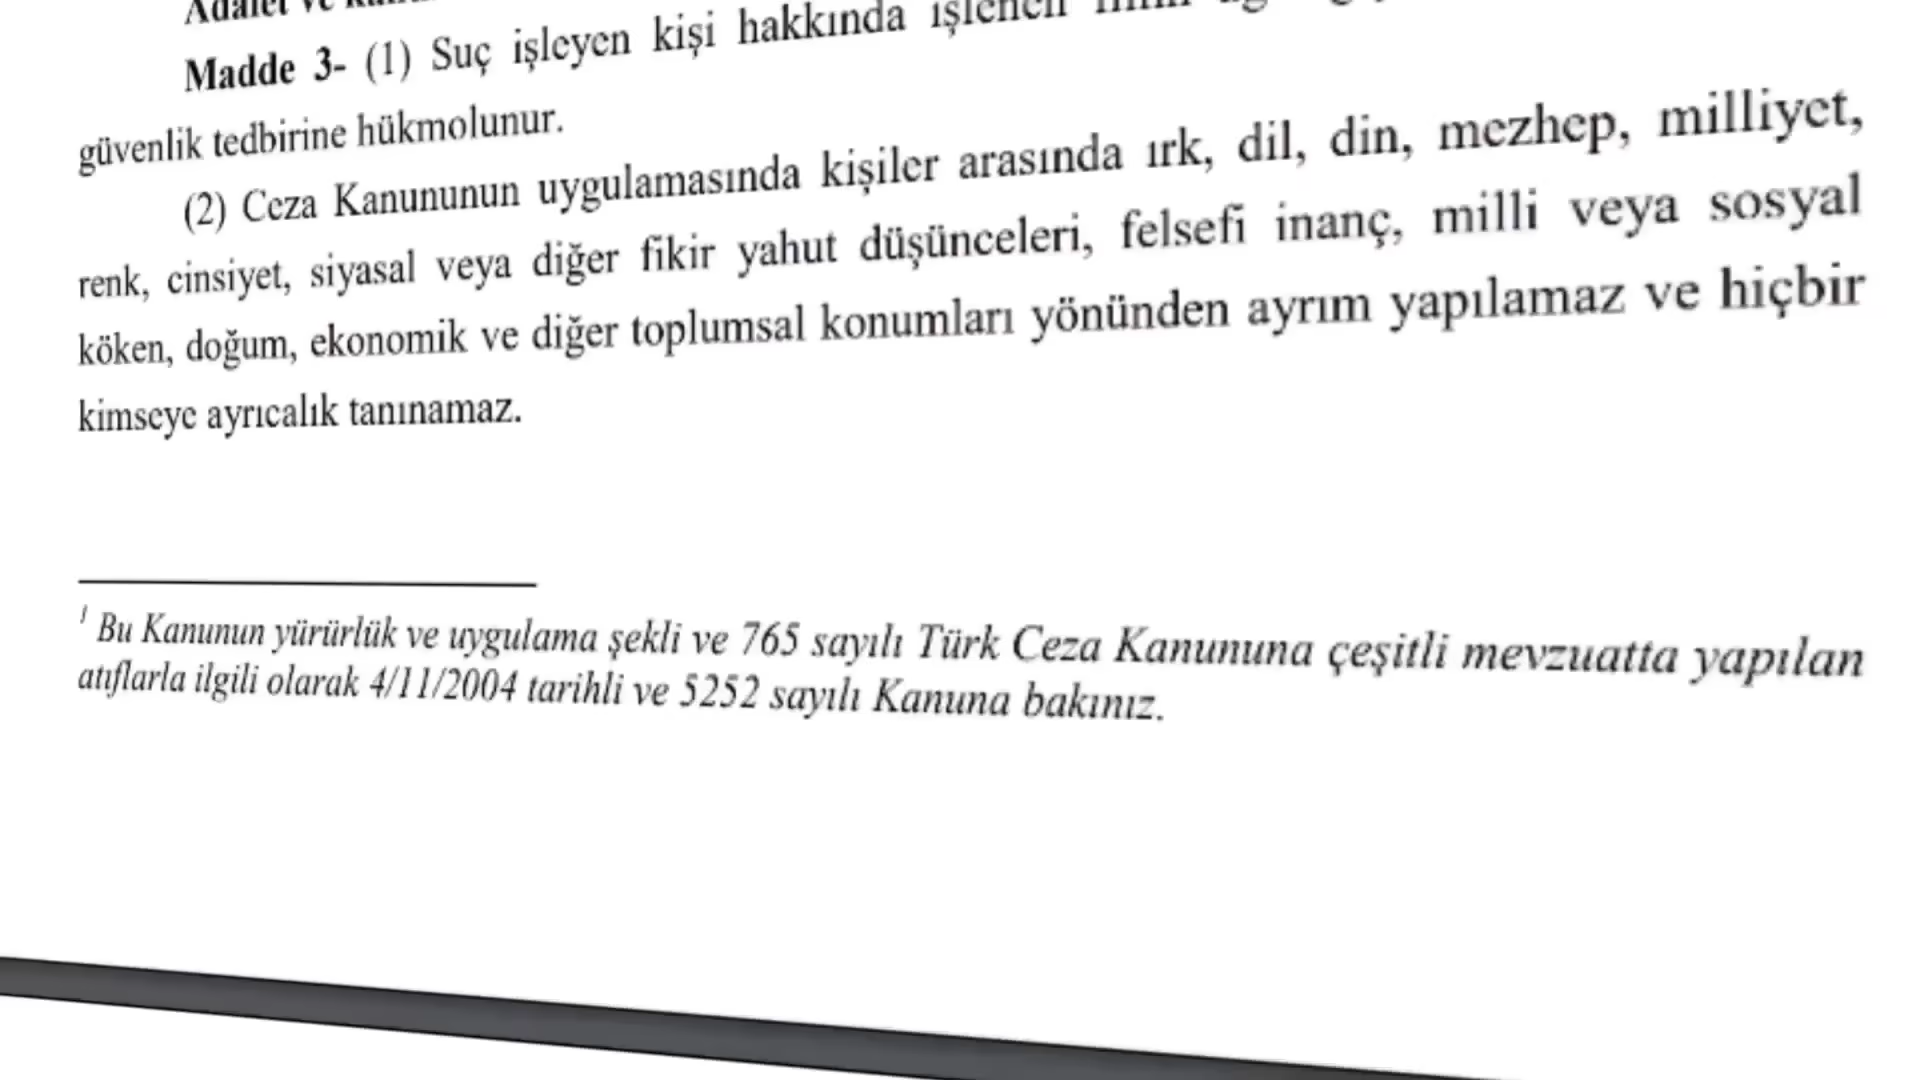 Adalet ve
Madde 3- (1) Suç işleyen kişi hakkında işlenen
güvenlik tedbirine hükmolunur.
(2) Ceza Kanununun uygulamasında kişiler arasında ırk, dil, din, mezhep, milliyet,
renk, cinsiyet, siyasal veya diğer fikir yahut düşünceleri, felsefi inanç, milli veya sosyal
köken, doğum, ekonomik ve diğer toplumsal konumları yönünden ayrım yapılamaz ve hiçbir
kimseye ayrıcalık tanınamaz.
1 Bu Kanunun yürürlük ve uygulama şekli ve 765 sayılı Türk Ceza Kanununa çeşitli mevzuatta yapılan
atıflarla ilgili olarak 4/11/2004 tarihli ve 5252 sayılı Kanuna bakınız.